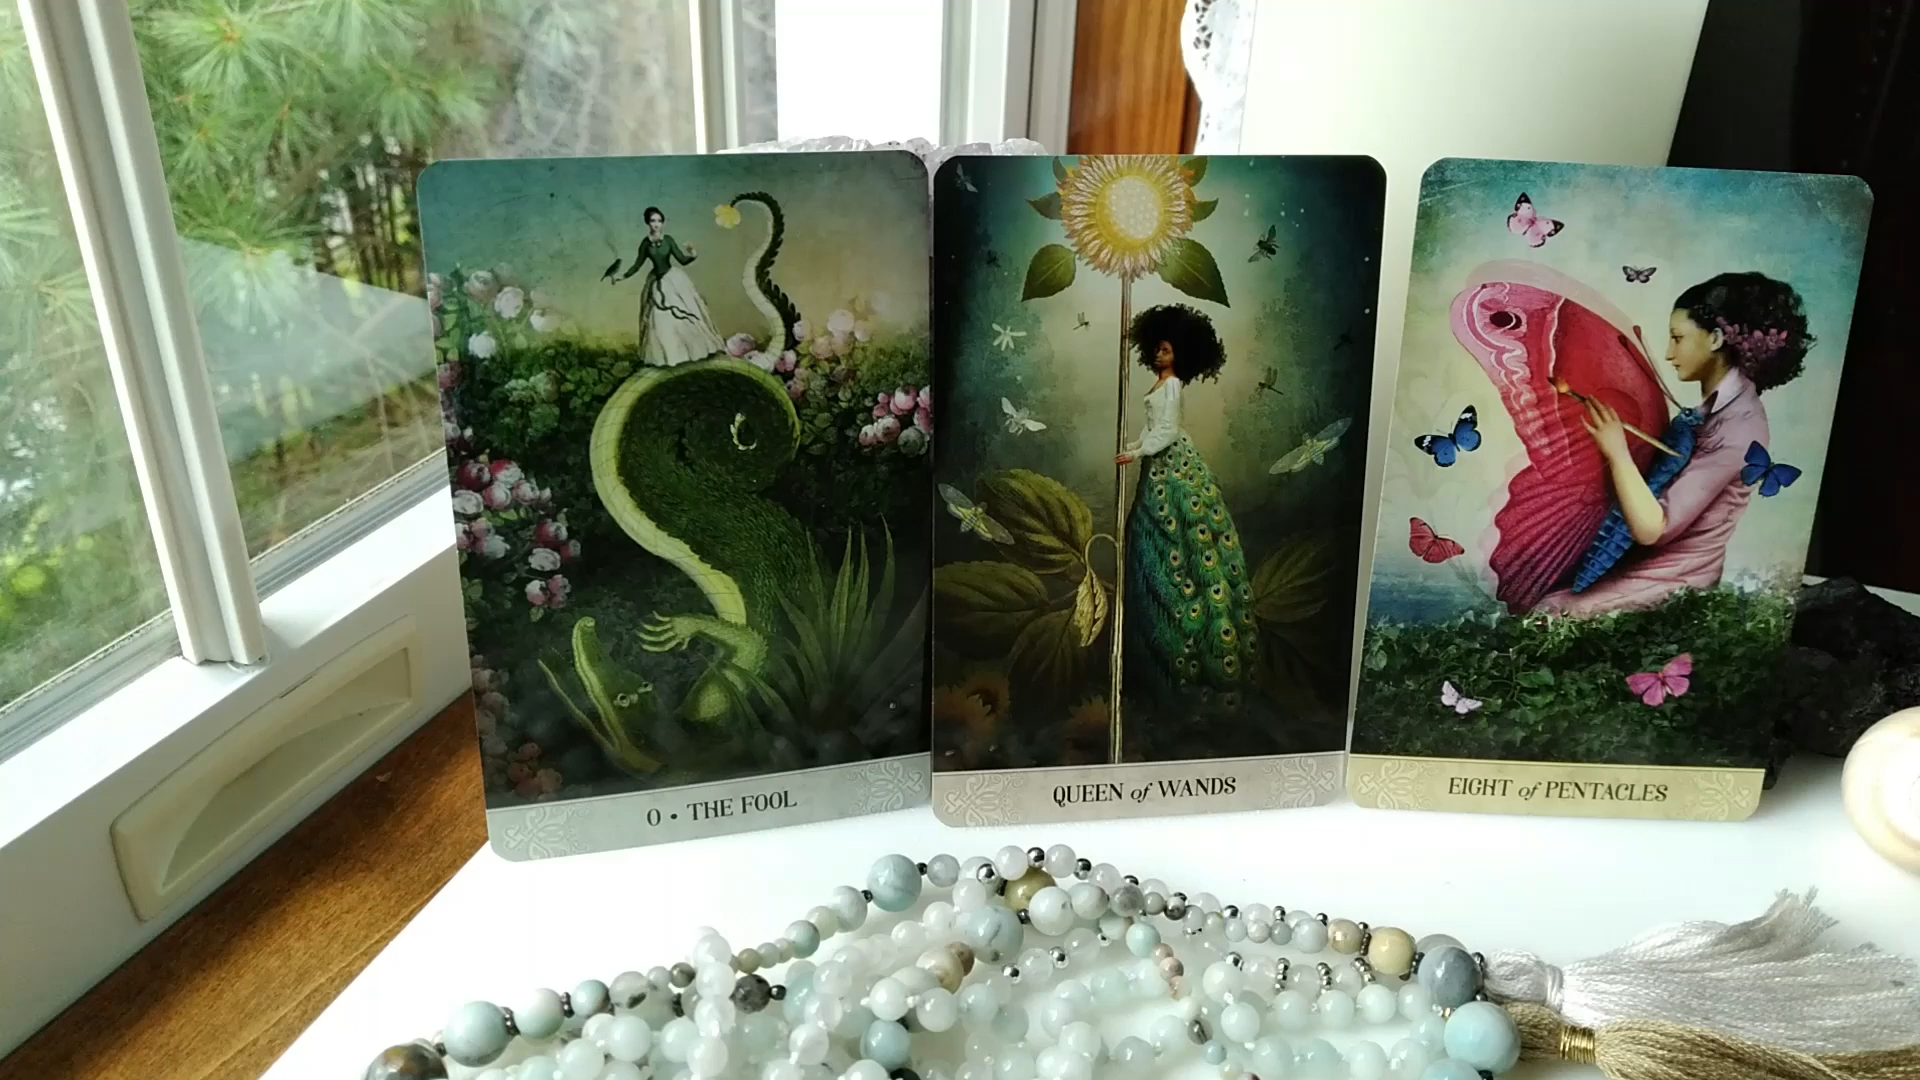 0 • THE FOOL
QUEEN of WANDS
EIGHT of PENTACLES